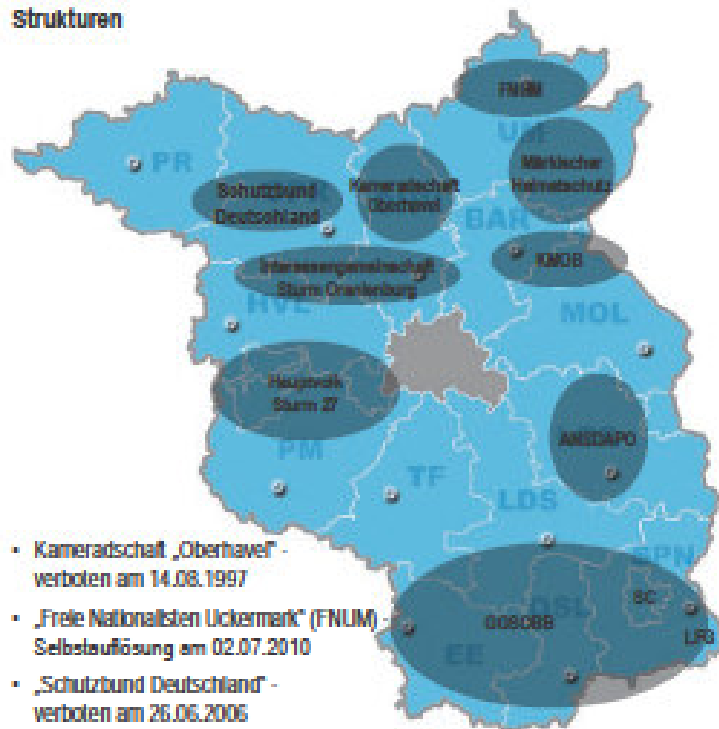 Strukturen
FNUM
UM
PR
Märkischer
Heimatschutz
Kameradschaft
Oberhavel
Schutzbund
Deutschland
BAR
KMOB
Interessengemeinschaft
Sturm Oranienburg
HVL
MOL
Hauptvolk
Sturm 27
ANSDAPO
PM
TF
LDS
• Kameradschaft „Oberhavel" -
verboten am 14.08.1997
SPN
SC
• „Freie Nationalisten Uckermark" (FNUM) -
Selbstauflösung am 02.07.2010
OSL
LR3
EE
• „Schutzbund Deutschland" -
verboten am 26.06.2006